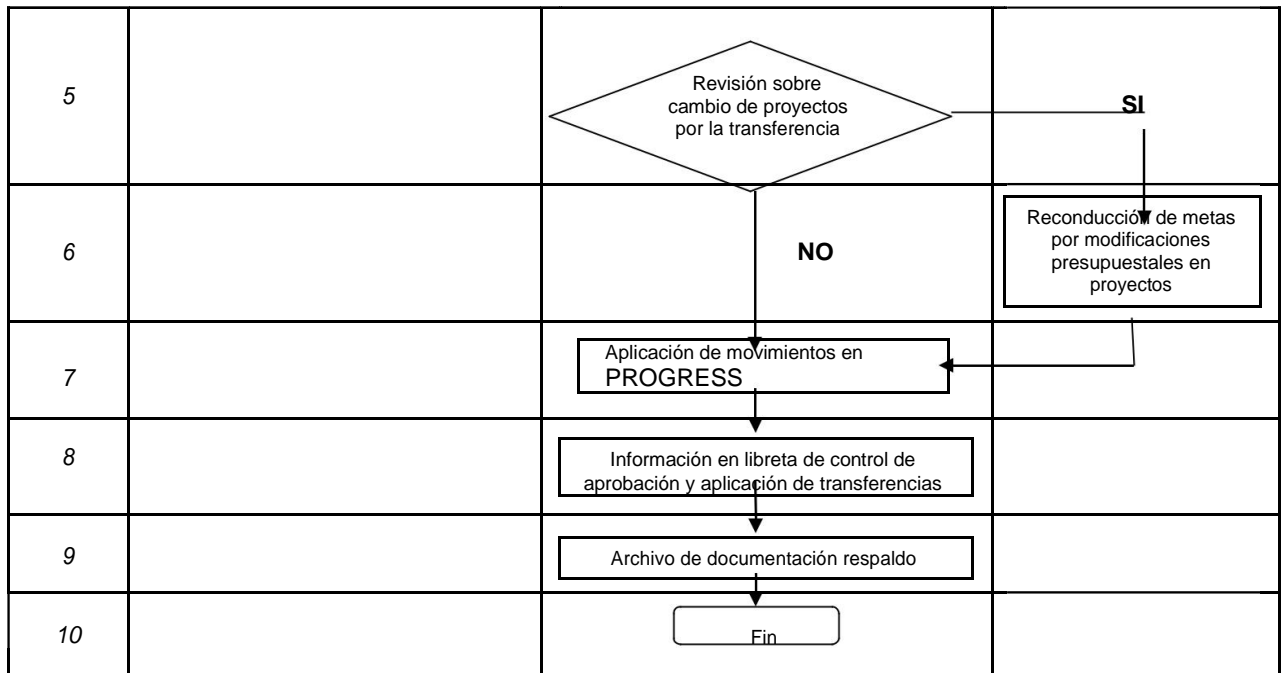 5
Revisión sobre
cambio de proyectos
por la transferencia
SI
6
NO
Reconducción de metas
por modificaciones
presupuestales en
proyectos
7
Aplicación de movimientos en
PROGRESS
8
Información en libreta de control de
aprobación y aplicación de transferencias
9
Archivo de documentación respaldo
10
Fin